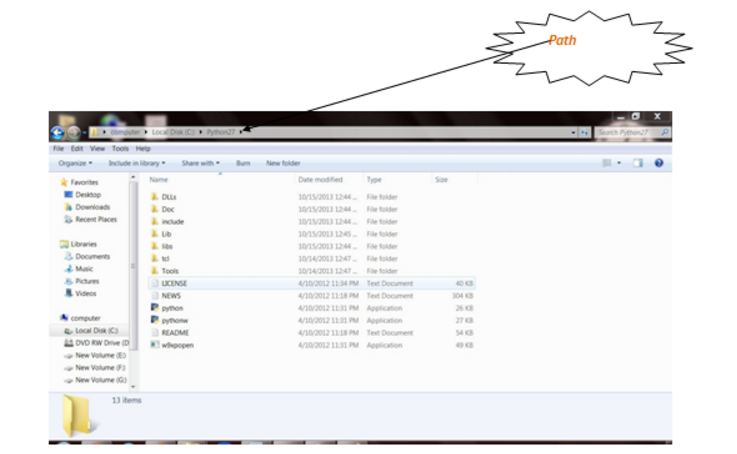 Path
computer ▸ Local Disk (C:) ▸ Python27 ▸
Search Python27
File Edit View Tools Help
Organize Include in library Share with Burn New folder
Name Date modified Type Size
Favorites
Desktop
Downloads
Recent Places
Libraries
Documents
Music
Pictures
Videos
computer
Local Disk (C:)
DVD RW Drive (D
New Volume (E:)
New Volume (F:)
New Volume (G:)
DLLs 10/15/2013 12:44 ... File folder
Doc 10/15/2013 12:44 ... File folder
include 10/15/2013 12:44 ... File folder
Lib 10/15/2013 12:45 ... File folder
libs 10/15/2013 12:44 ... File folder
tcl 10/14/2013 12:47 ... File folder
Tools 10/14/2013 12:47 ... File folder
LICENSE 4/10/2012 11:34 PM Text Document 40 KB
NEWS 4/10/2012 11:18 PM Text Document 304 KB
python 4/10/2012 11:31 PM Application 26 KB
pythonw 4/10/2012 11:31 PM Application 27 KB
README 4/10/2012 11:18 PM Text Document 54 KB
w9xpopen 4/10/2012 11:31 PM Application 49 KB
13 items